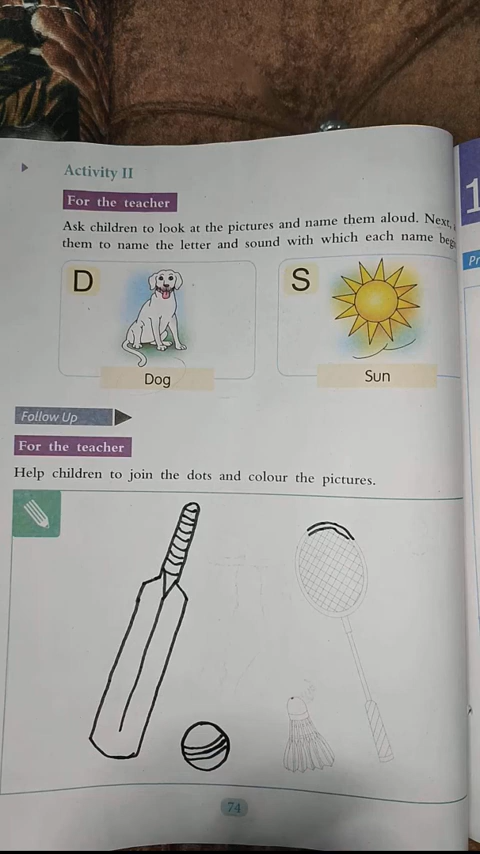 Activity II
For the teacher
Ask children to look at the pictures and name them aloud. Next,
them to name the letter and sound with which each name
D
S
Dog
Sun
Follow Up
For the teacher
Help children to join the dots and colour the pictures.
74
1